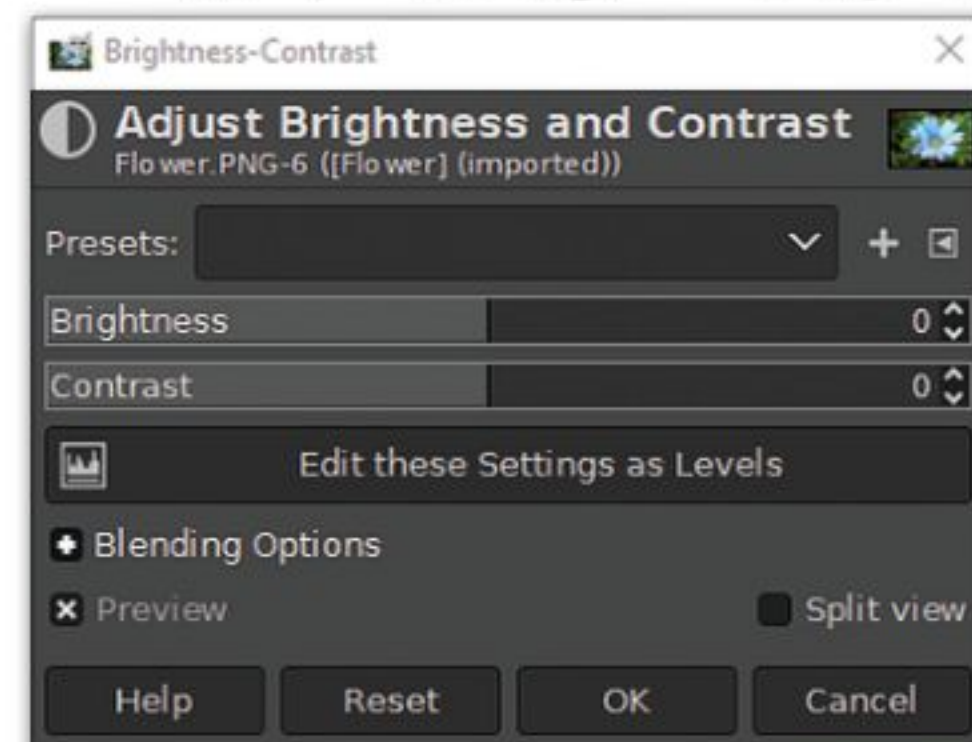 Brightness-Contrast
Adjust Brightness and Contrast
Flower.PNG-6 ([Flower] (imported))
Presets:
Brightness 0
Contrast 0
Edit these Settings as Levels
Blending Options
Preview Split view
Help Reset OK Cancel